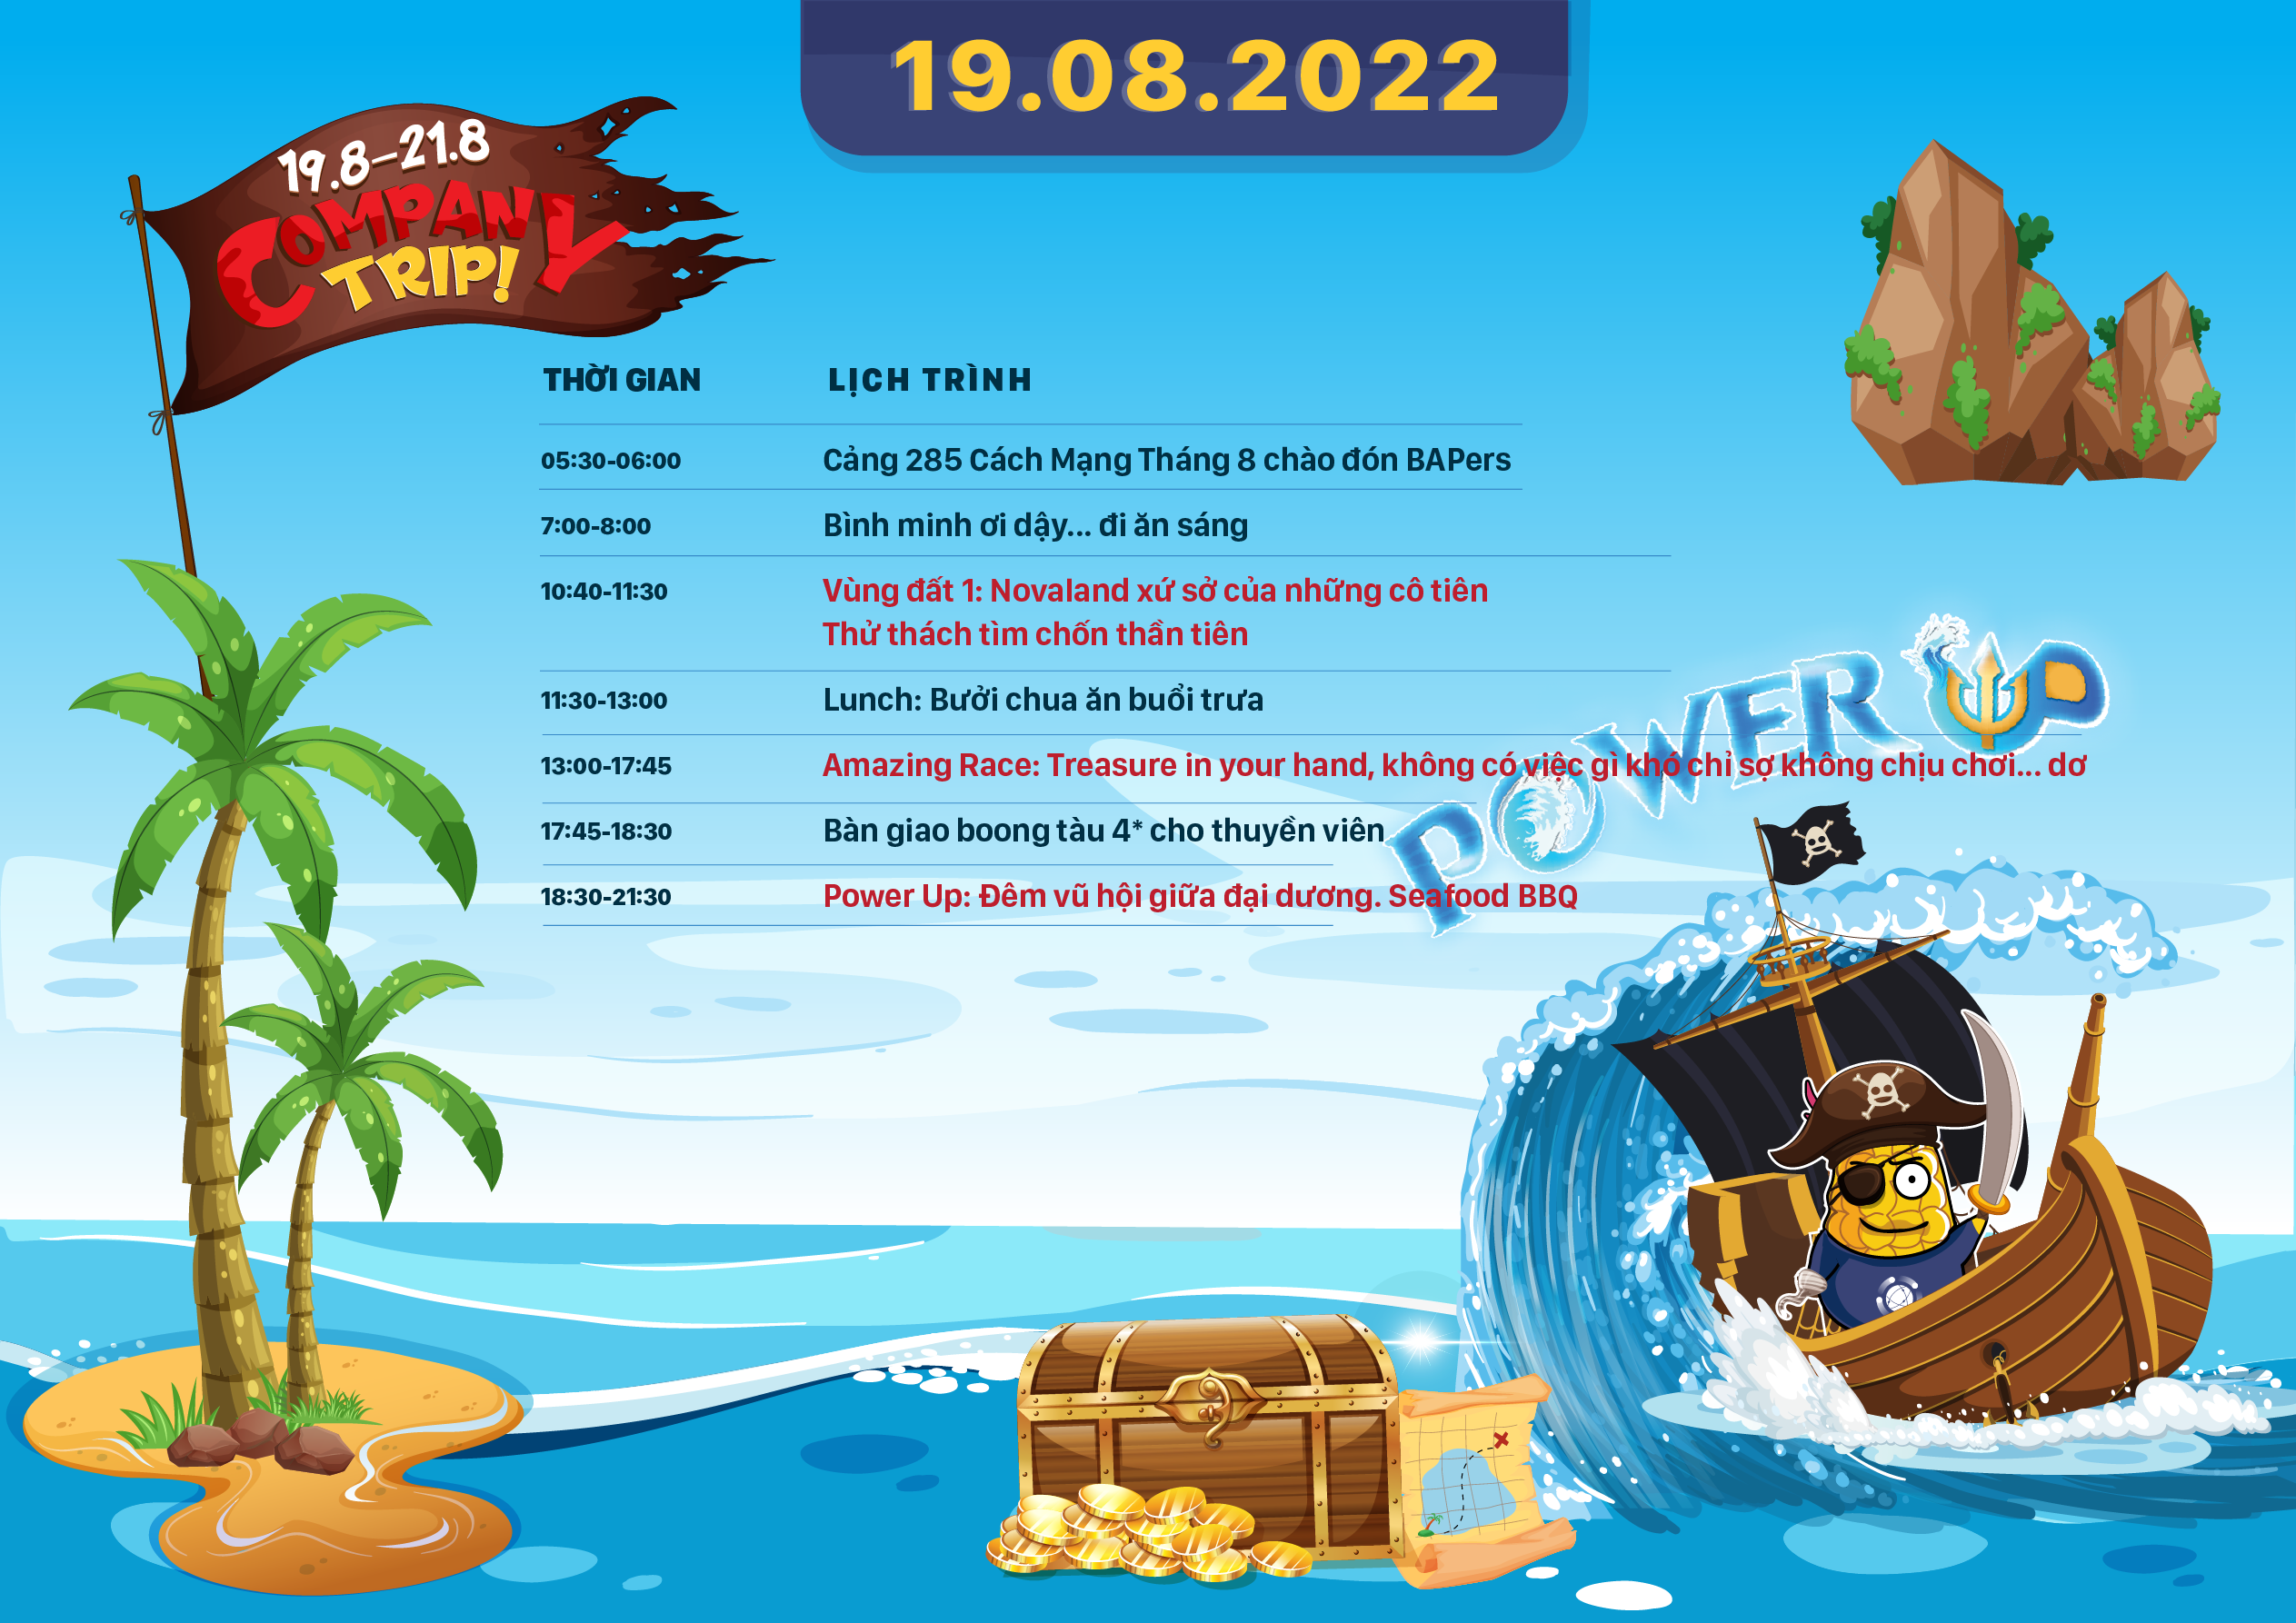 19.08.2022
19.8-21.8
COMPANY
TRIP!
THỜI GIAN LỊCH TRÌNH
05:30-06:00 Cảng 285 Cách Mạng Tháng 8 chào đón BAPers
7:00-8:00 Bình minh ơi dậy... đi ăn sáng
10:40-11:30 Vùng đất 1: Novaland xứ sở của những cô tiên
Thử thách tìm chốn thần tiên
11:30-13:00 Lunch: Bưởi chua ăn buổi trưa
13:00-17:45 Amazing Race: Treasure in your hand, không có việc gì khó chỉ sợ không chịu chơi... dơ
17:45-18:30 Bàn giao boong tàu 4* cho thuyền viên
18:30-21:30 Power Up: Đêm vũ hội giữa đại dương. Seafood BBQ
POWER UP